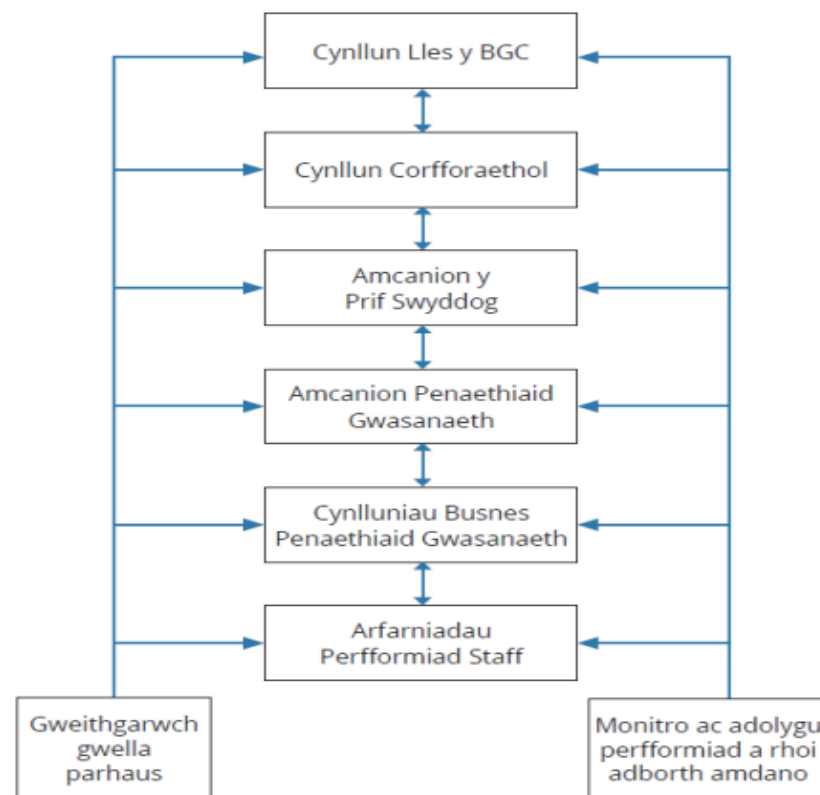 Cynllun Lles y BGC
Cynllun Corfforaethol
Amcanion y
Prif Swyddog
Amcanion Penaethiaid
Gwasanaeth
Cynlluniau Busnes
Penaethiaid Gwasanaeth
Arfarniadau
Perfformiad Staff
Gweithgarwch
gwella
parhaus
Monitro ac adolygu
perfformiad a rhoi
adborth amdano